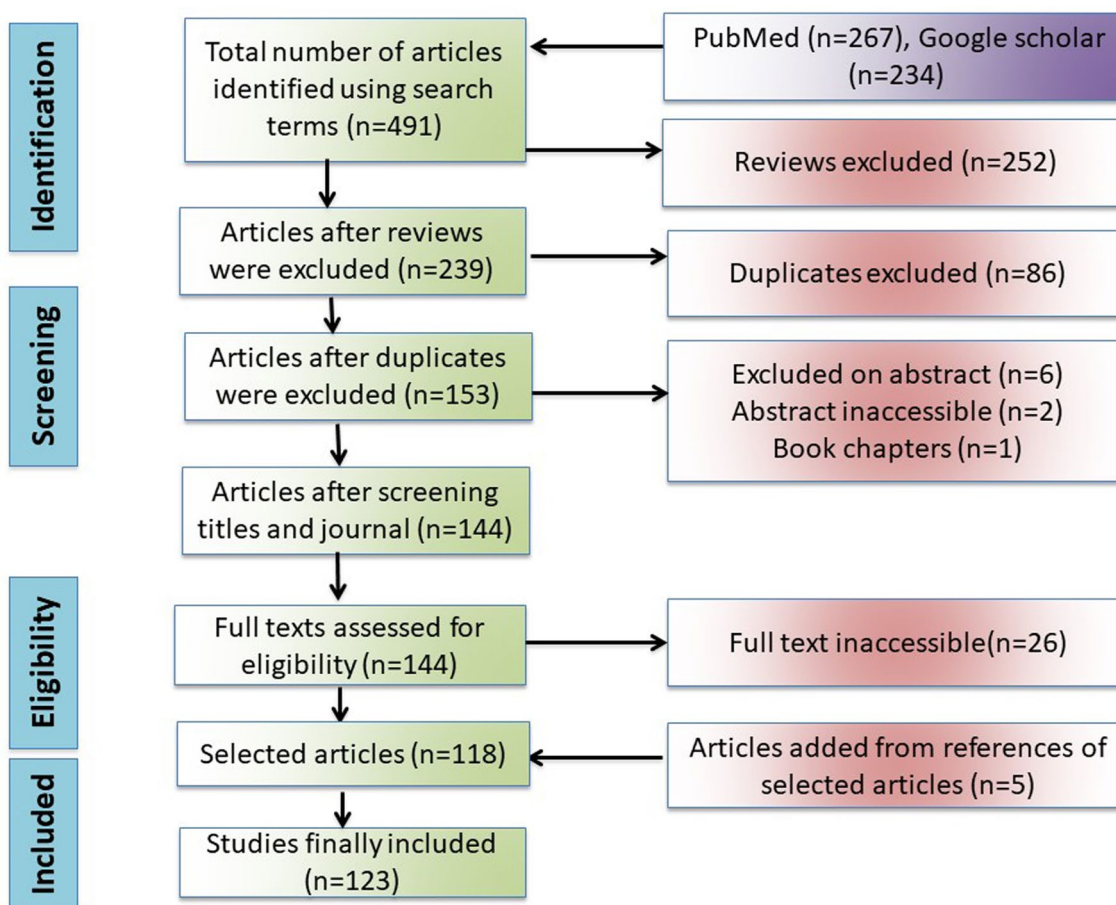 Identification
Total number of articles
identified using search
terms (n=491)
PubMed (n=267), Google scholar
(n=234)
Reviews excluded (n=252)
Articles after reviews
were excluded (n=239)
Duplicates excluded (n=86)
Screening
Articles after duplicates
were excluded (n=153)
Excluded on abstract (n=6)
Abstract inaccessible (n=2)
Book chapters (n=1)
Articles after screening
titles and journal (n=144)
Eligibility
Full texts assessed for
eligibility (n=144)
Full text inaccessible(n=26)
Selected articles (n=118)
Articles added from references of
selected articles (n=5)
Included
Studies finally included
(n=123)